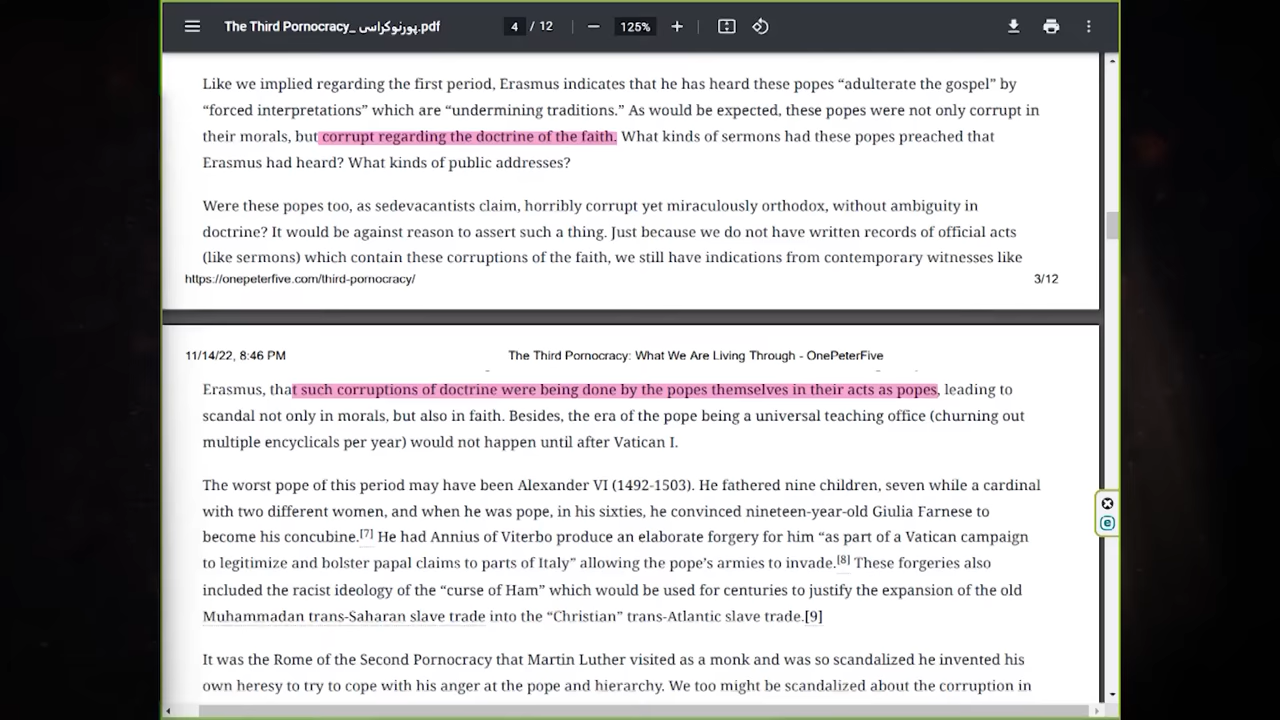 The Third Pornocracy_ پورنوکراسی.pdf
4 / 12
125%
Like we implied regarding the first period, Erasmus indicates that he has heard these popes “adulterate the gospel” by
“forced interpretations” which are “undermining traditions.” As would be expected, these popes were not only corrupt in
their morals, but corrupt regarding the doctrine of the faith. What kinds of sermons had these popes preached that
Erasmus had heard? What kinds of public addresses?
Were these popes too, as sedevacantists claim, horribly corrupt yet miraculously orthodox, without ambiguity in
doctrine? It would be against reason to assert such a thing. Just because we do not have written records of official acts
(like sermons) which contain these corruptions of the faith, we still have indications from contemporary witnesses like
https://onepeterfive.com/third-pornocracy/ 3/12
11/14/22, 8:46 PM The Third Pornocracy: What We Are Living Through - OnePeterFive
Erasmus, that such corruptions of doctrine were being done by the popes themselves in their acts as popes, leading to
scandal not only in morals, but also in faith. Besides, the era of the pope being a universal teaching office (churning out
multiple encyclicals per year) would not happen until after Vatican I.
The worst pope of this period may have been Alexander VI (1492-1503). He fathered nine children, seven while a cardinal
with two different women, and when he was pope, in his sixties, he convinced nineteen-year-old Giulia Farnese to
become his concubine.[7] He had Annius of Viterbo produce an elaborate forgery for him “as part of a Vatican campaign
to legitimize and bolster papal claims to parts of Italy” allowing the pope’s armies to invade.[8] These forgeries also
included the racist ideology of the “curse of Ham” which would be used for centuries to justify the expansion of the old
Muhammadan trans-Saharan slave trade into the “Christian” trans-Atlantic slave trade.[9]
It was the Rome of the Second Pornocracy that Martin Luther visited as a monk and was so scandalized he invented his
own heresy to try to cope with his anger at the pope and hierarchy. We too might be scandalized about the corruption in